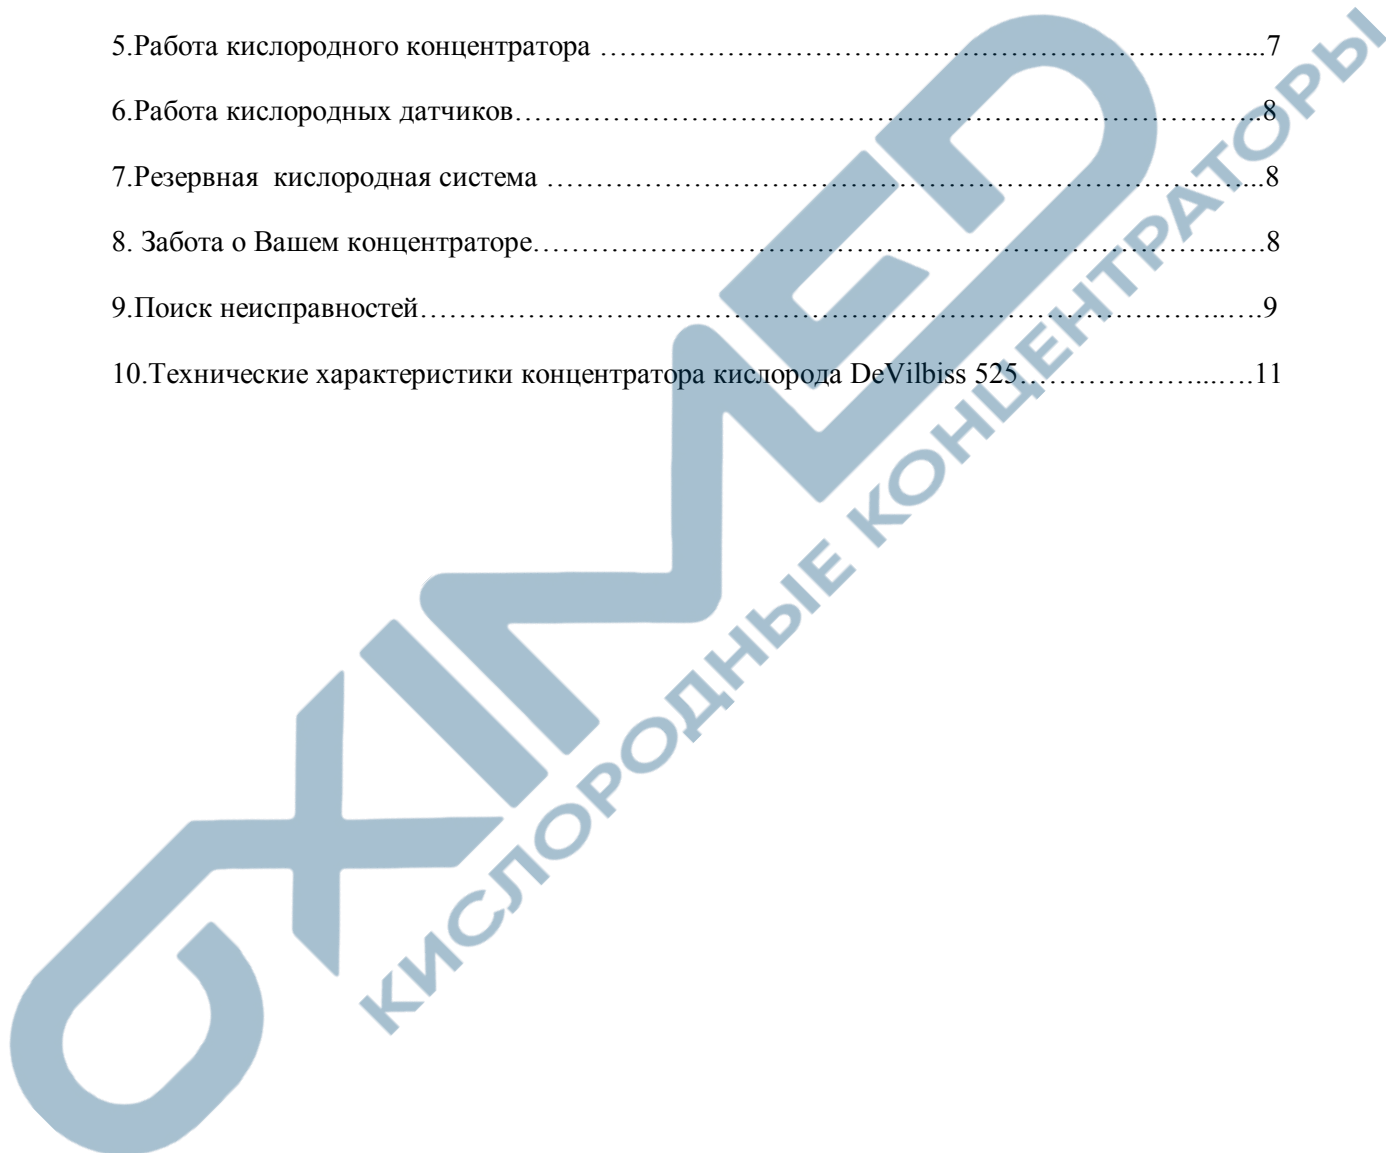 5.Работа кислородного концентратора …………………………………………………………...7
6.Работа кислородных датчиков…………………………………………………………………..8
7.Резервная  кислородная система …………………………………………………………..…...8
8. Забота о Вашем концентраторе……………………………………………………………...….8
9.Поиск неисправностей………………………………………………………………………..….9
10.Технические характеристики концентратора кислорода DeVilbiss 525………………...….11
OXIMED
КИСЛОРОДНЫЕ КОНЦЕНТРАТОРЫ